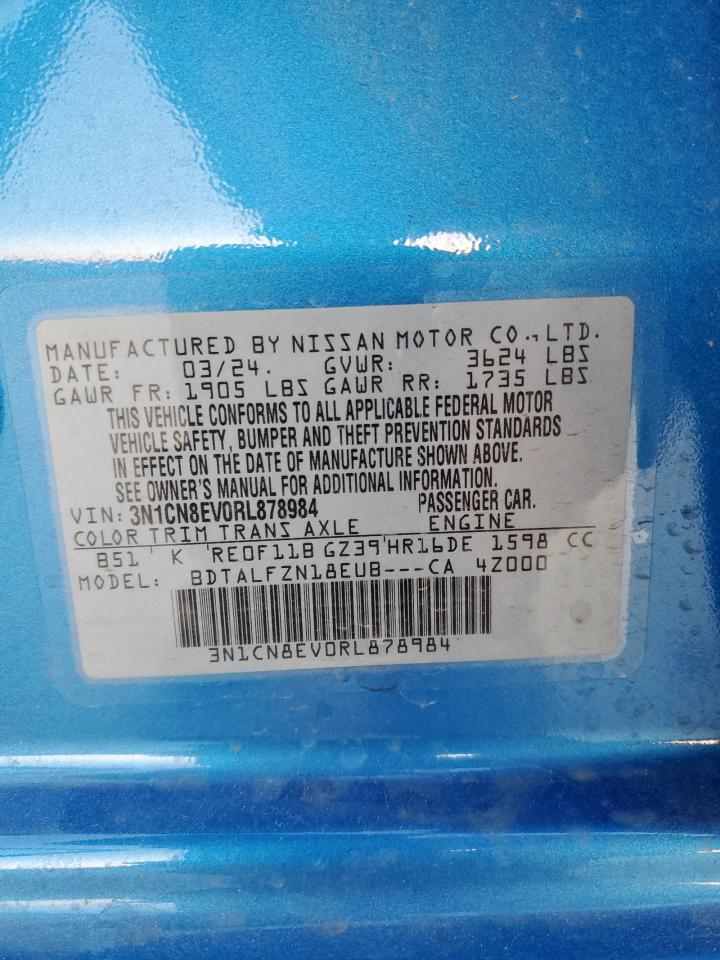 MANUFACTURED BY NISSAN MOTOR CO., LTD.
DATE: 03/24. GVWR: 3624 LBS
GAWR FR: 1905 LBS GAWR RR: 1735 LBS
THIS VEHICLE CONFORMS TO ALL APPLICABLE FEDERAL MOTOR
VEHICLE SAFETY, BUMPER AND THEFT PREVENTION STANDARDS
IN EFFECT ON THE DATE OF MANUFACTURE SHOWN ABOVE.
SEE OWNER'S MANUAL FOR ADDITIONAL INFORMATION.
VIN: 3N1CN8EV0RL878984 PASSENGER CAR.
COLOR TRIM TRANS AXLE ENGINE
B51 K RE0F11B GZ39 HR16DE 1598 CC
MODEL: BDTALFZN18EUB---CA 4Z000
3N1CN8EV0RL878984